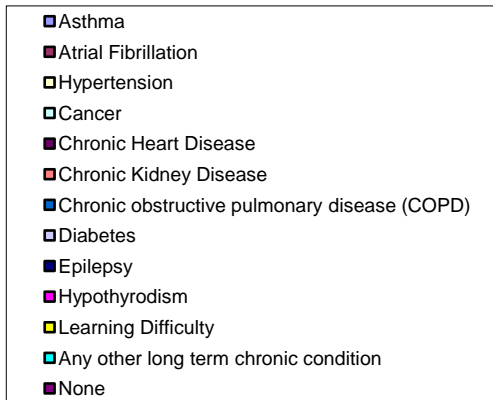 Asthma
Atrial Fibrillation
Hypertension
Cancer
Chronic Heart Disease
Chronic Kidney Disease
Chronic obstructive pulmonary disease (COPD)
Diabetes
Epilepsy
Hypothyrodism
Learning Difficulty
Any other long term chronic condition
None